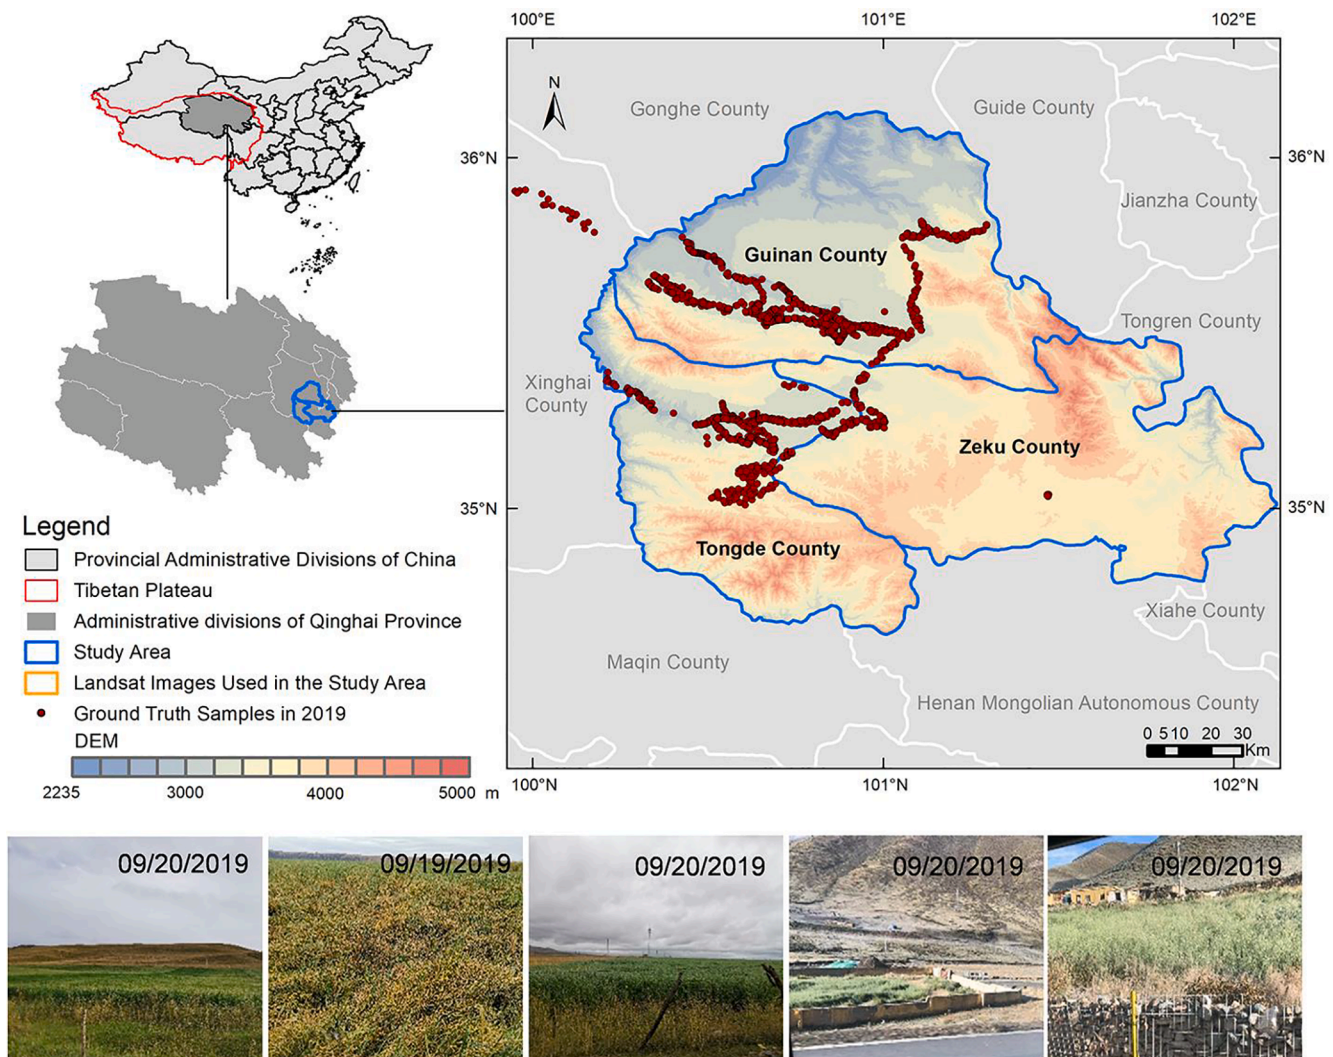 100°E 101°E 102°E
N
Gonghe County
Guide County
36°N 36°N
Jianzha County
Guinan County
Tongren County
Xinghai
County
Zeku County
35°N 35°N
Tongde County
Xiahe County
Maqin County
Henan Mongolian Autonomous County
0 5 10 20 30
Km
100°N 101°N 102°N
Legend
Provincial Administrative Divisions of China
Tibetan Plateau
Administrative divisions of Qinghai Province
Study Area
Landsat Images Used in the Study Area
Ground Truth Samples in 2019
DEM
2235 3000 4000 5000 m
09/20/2019 09/19/2019 09/20/2019 09/20/2019 09/20/2019